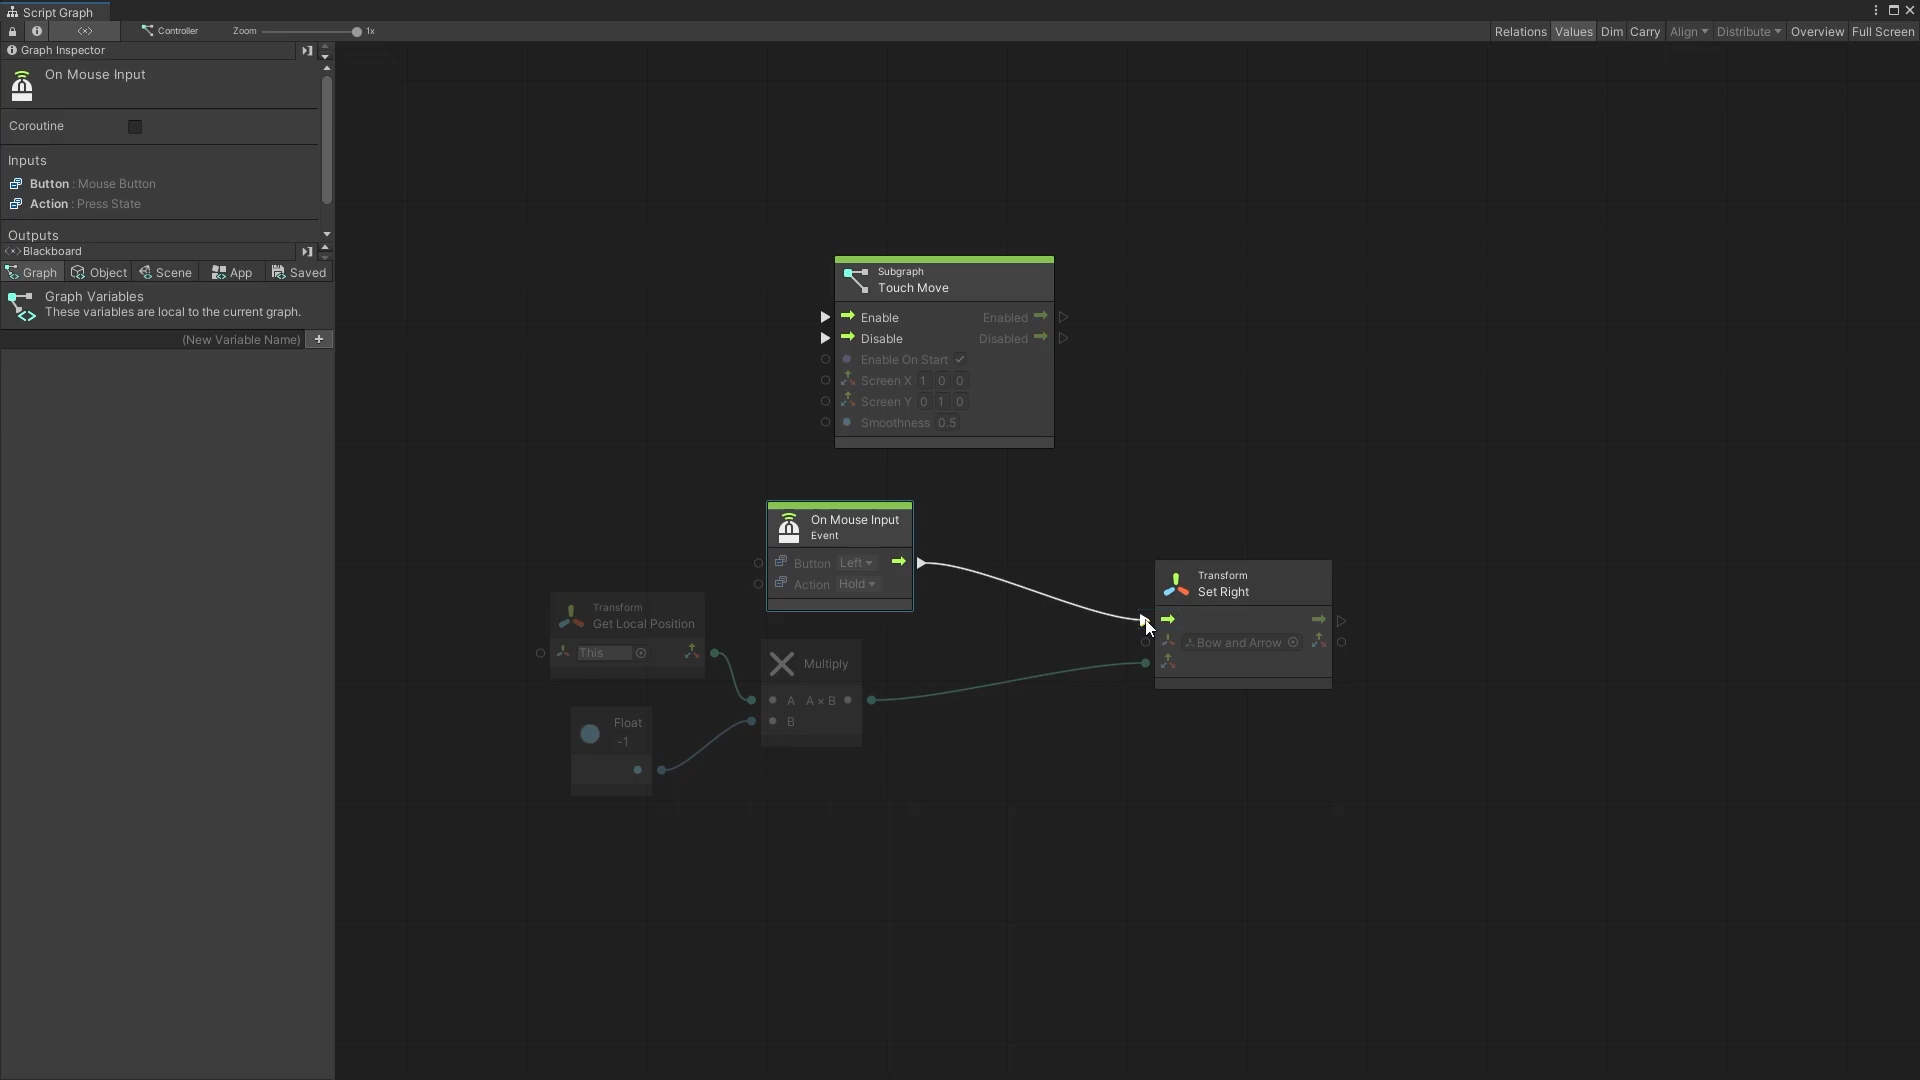 Script Graph
Controller
Zoom
1x
Relations
Values
Dim
Carry
Align
Distribute
Overview
Full Screen
Graph Inspector
On Mouse Input
Coroutine
Inputs
Button : Mouse Button
Action : Press State
Outputs
Blackboard
Graph
Object
Scene
App
Saved
Graph Variables
These variables are local to the current graph.
(New Variable Name)
+
Subgraph
Touch Move
Enable
Enabled
Disable
Disabled
Enable On Start
Screen X 1 0 0
Screen Y 0 1 0
Smoothness 0.5
On Mouse Input
Event
Button Left
Action Hold
Transform
Get Local Position
This
Multiply
A A × B
B
Float
-1
Transform
Set Right
Bow and Arrow